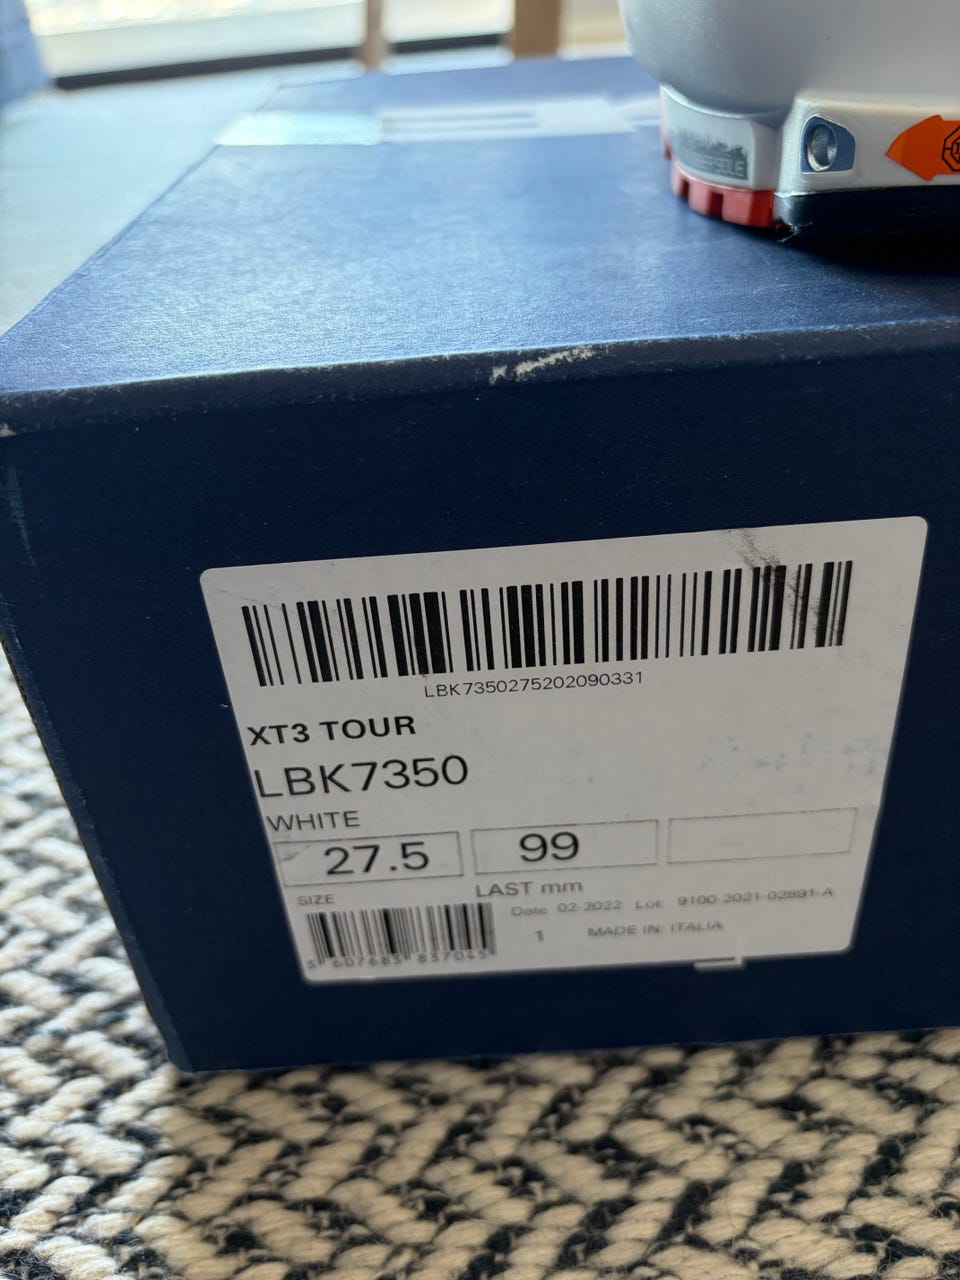 SOLE
LBK7350275202090331
XT3 TOUR
LBK7350
WHITE
27.5 99
SIZE LAST mm
Date 02-2022 Lot: 9100-2021-02881-A
1 MADE IN: ITALIA